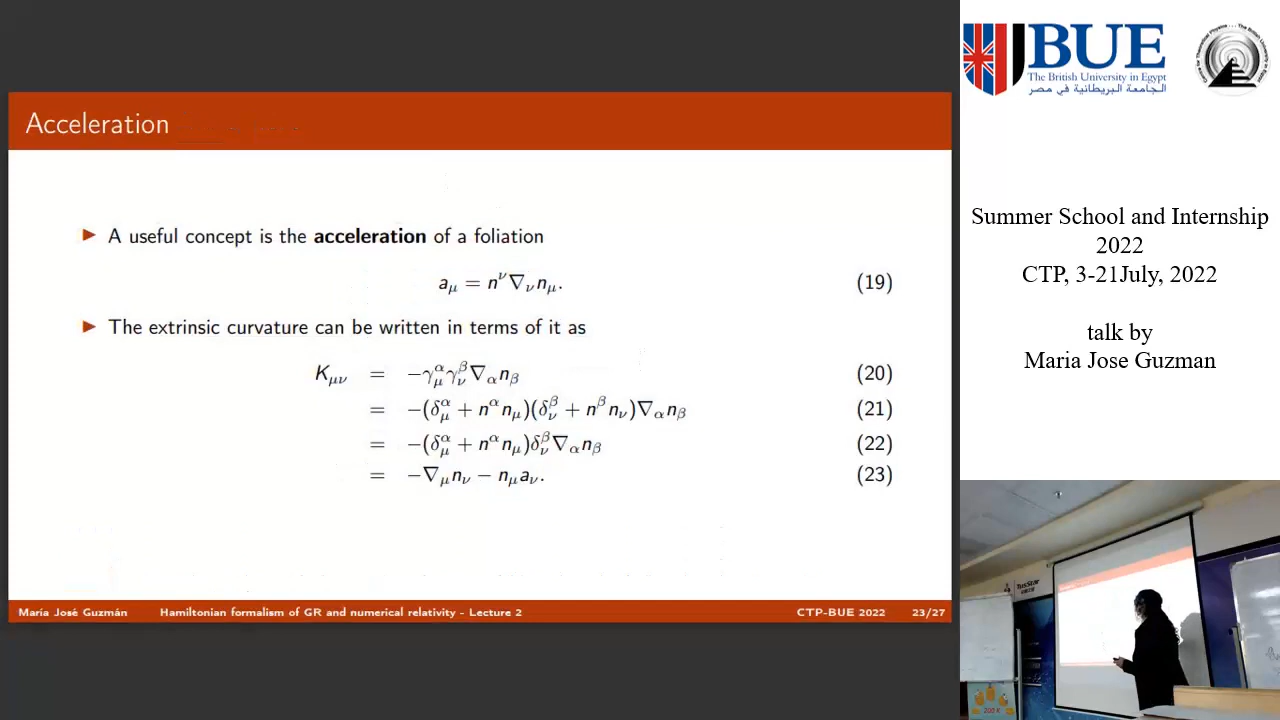 Acceleration
A useful concept is the acceleration of a foliation
a_μ = n^ν ∇_ν n_μ. (19)
The extrinsic curvature can be written in terms of it as
K_μν = −γ^α_μ γ^β_ν ∇_α n_β (20)
= −(δ^α_μ + n^α n_μ)(δ^β_ν + n^β n_ν)∇_α n_β (21)
= −(δ^α_μ + n^α n_μ)δ^β_ν ∇_α n_β (22)
= −∇_μ n_ν − n_μ a_ν. (23)
María José Guzmán Hamiltonian formalism of GR and numerical relativity - Lecture 2 CTP-BUE 2022 23/27
BUE
The British University in Egypt
الجامعة البريطانية في مصر
Summer School and Internship
2022
CTP, 3-21July, 2022
talk by
Maria Jose Guzman
TusStar